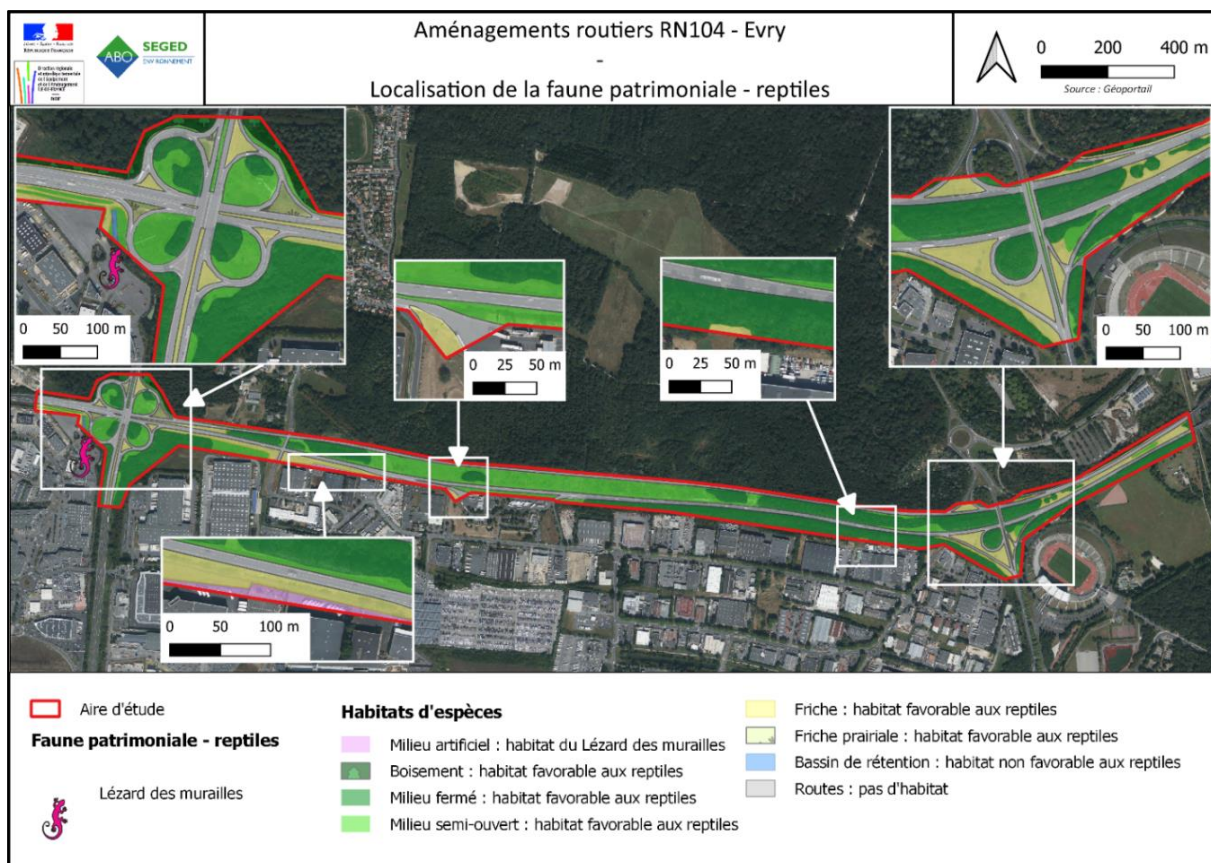 Aménagements routiers RN104 - Evry
-
Localisation de la faune patrimoniale - reptiles
ABO
SEGED
ENVIRONNEMENT
0 200 400 m
Source : Géoportail
0 50 100 m
0 25 50 m
0 25 50 m
0 50 100 m
0 50 100 m
Aire d'étude
Faune patrimoniale - reptiles
Lézard des murailles
Habitats d'espèces
Milieu artificiel : habitat du Lézard des murailles
Boisement : habitat favorable aux reptiles
Milieu fermé : habitat favorable aux reptiles
Milieu semi-ouvert : habitat favorable aux reptiles
Friche : habitat favorable aux reptiles
Friche prairiale : habitat favorable aux reptiles
Bassin de rétention : habitat non favorable aux reptiles
Routes : pas d'habitat